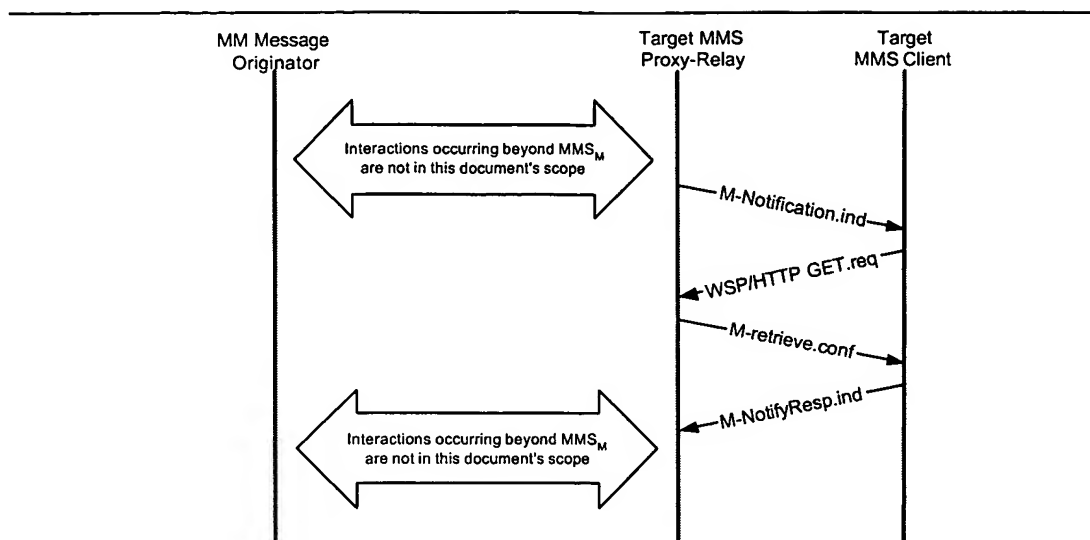 MM Message
Originator
Target MMS
Proxy-Relay
Target
MMS Client
Interactions occurring beyond MMSM
are not in this document's scope
M-Notification.ind
WSP/HTTP GET.req
M-retrieve.conf
M-NotifyResp.ind
Interactions occurring beyond MMSM
are not in this document's scope